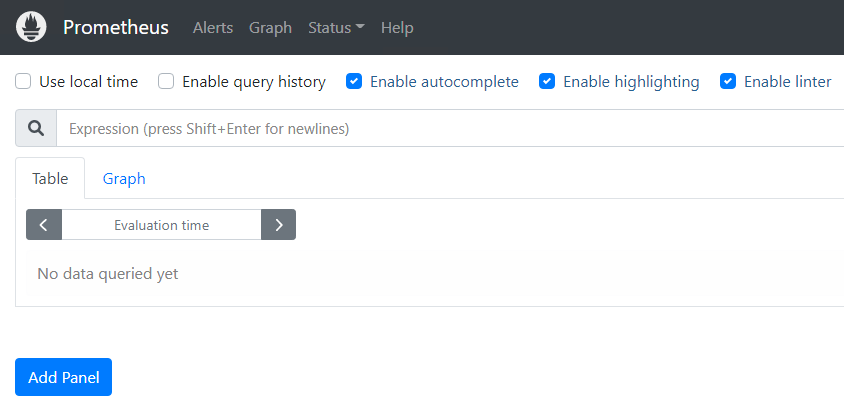 Prometheus Alerts Graph Status Help
Use local time Enable query history Enable autocomplete Enable highlighting Enable linter
Expression (press Shift+Enter for newlines)
Table Graph
Evaluation time
No data queried yet
Add Panel